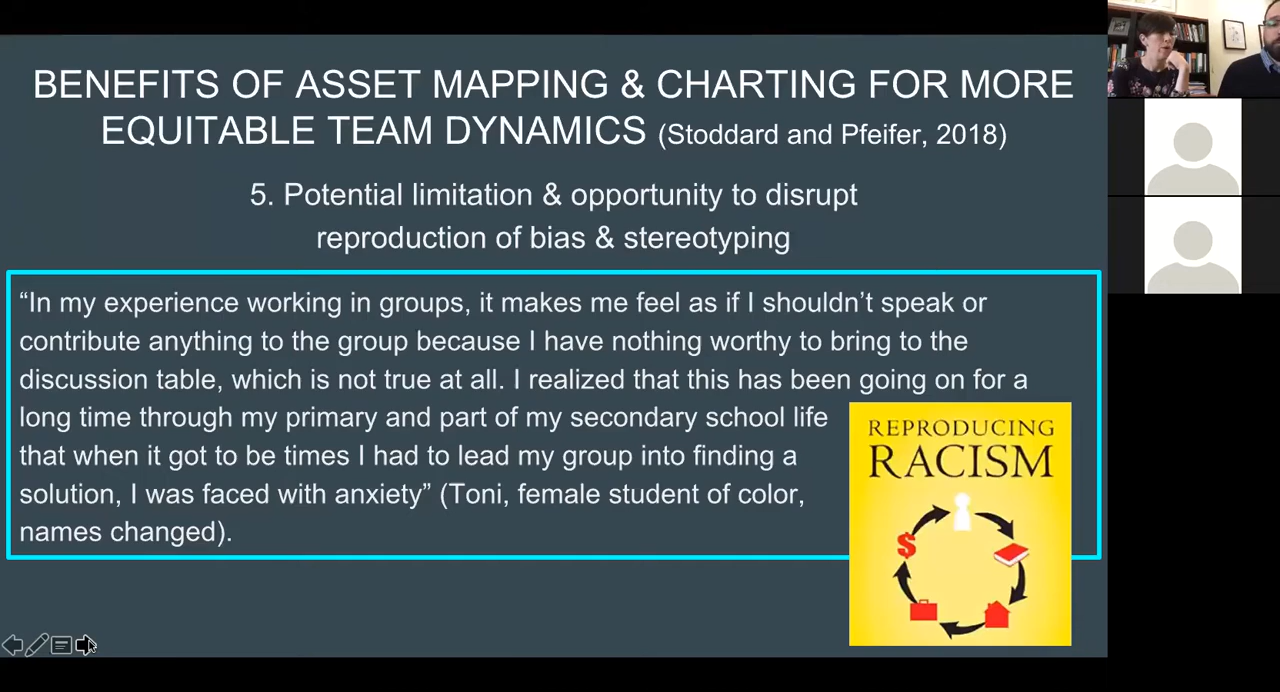 BENEFITS OF ASSET MAPPING & CHARTING FOR MORE
EQUITABLE TEAM DYNAMICS (Stoddard and Pfeifer, 2018)
5. Potential limitation & opportunity to disrupt
reproduction of bias & stereotyping
“In my experience working in groups, it makes me feel as if I shouldn’t speak or
contribute anything to the group because I have nothing worthy to bring to the
discussion table, which is not true at all. I realized that this has been going on for a
long time through my primary and part of my secondary school life
that when it got to be times I had to lead my group into finding a
solution, I was faced with anxiety” (Toni, female student of color,
names changed).
REPRODUCING
RACISM
$